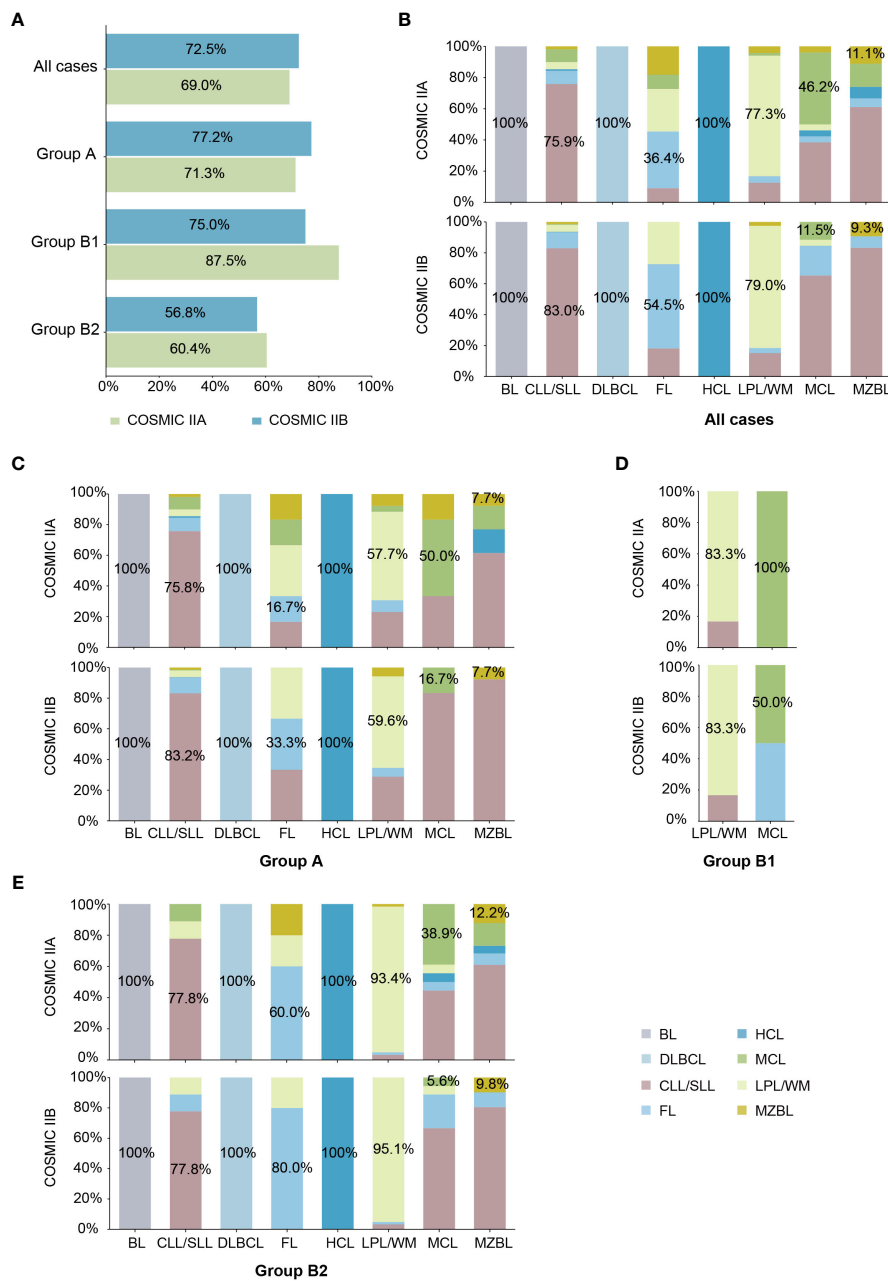 A
All cases
72.5%
69.0%
Group A
77.2%
71.3%
Group B1
75.0%
87.5%
Group B2
56.8%
60.4%
0% 20% 40% 60% 80% 100%
COSMIC IIA COSMIC IIB
B
COSMIC IIA
100%
80%
60%
40%
20%
0%
100% 75.9% 100% 36.4% 100% 77.3% 46.2% 11.1%
COSMIC IIB
100%
80%
60%
40%
20%
0%
100% 83.0% 100% 54.5% 100% 79.0% 11.5% 9.3%
BL CLL/SLL DLBCL FL HCL LPL/WM MCL MZBL
All cases
C
COSMIC IIA
100%
80%
60%
40%
20%
0%
100% 75.8% 100% 16.7% 100% 57.7% 50.0% 7.7%
COSMIC IIB
100%
80%
60%
40%
20%
0%
100% 83.2% 100% 33.3% 100% 59.6% 16.7% 7.7%
BL CLL/SLL DLBCL FL HCL LPL/WM MCL MZBL
Group A
D
COSMIC IIA
100%
80%
60%
40%
20%
0%
83.3% 100%
COSMIC IIB
100%
80%
60%
40%
20%
0%
83.3% 50.0%
LPL/WM MCL
Group B1
E
COSMIC IIA
100%
80%
60%
40%
20%
0%
100% 77.8% 100% 60.0% 100% 93.4% 38.9% 12.2%
COSMIC IIB
100%
80%
60%
40%
20%
0%
100% 77.8% 100% 80.0% 100% 95.1% 5.6% 9.8%
BL CLL/SLL DLBCL FL HCL LPL/WM MCL MZBL
Group B2
BL HCL
DLBCL MCL
CLL/SLL LPL/WM
FL MZBL